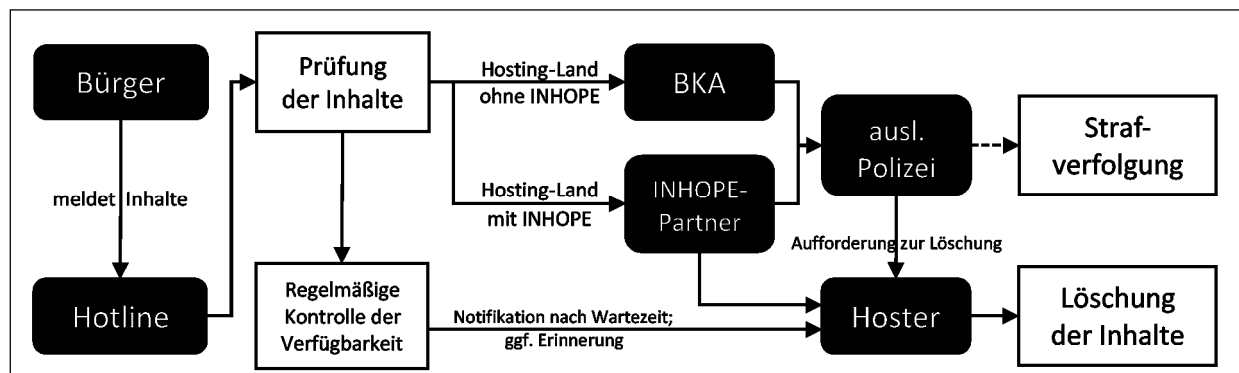 Bürger
meldet Inhalte
Hotline
Prüfung
der Inhalte
Regelmäßige
Kontrolle der
Verfügbarkeit
Hosting-Land
ohne INHOPE
BKA
Hosting-Land
mit INHOPE
INHOPE-
Partner
ausl.
Polizei
Straf-
verfolgung
Aufforderung zur Löschung
Notifikation nach Wartezeit;
ggf. Erinnerung
Hoster
Löschung
der Inhalte